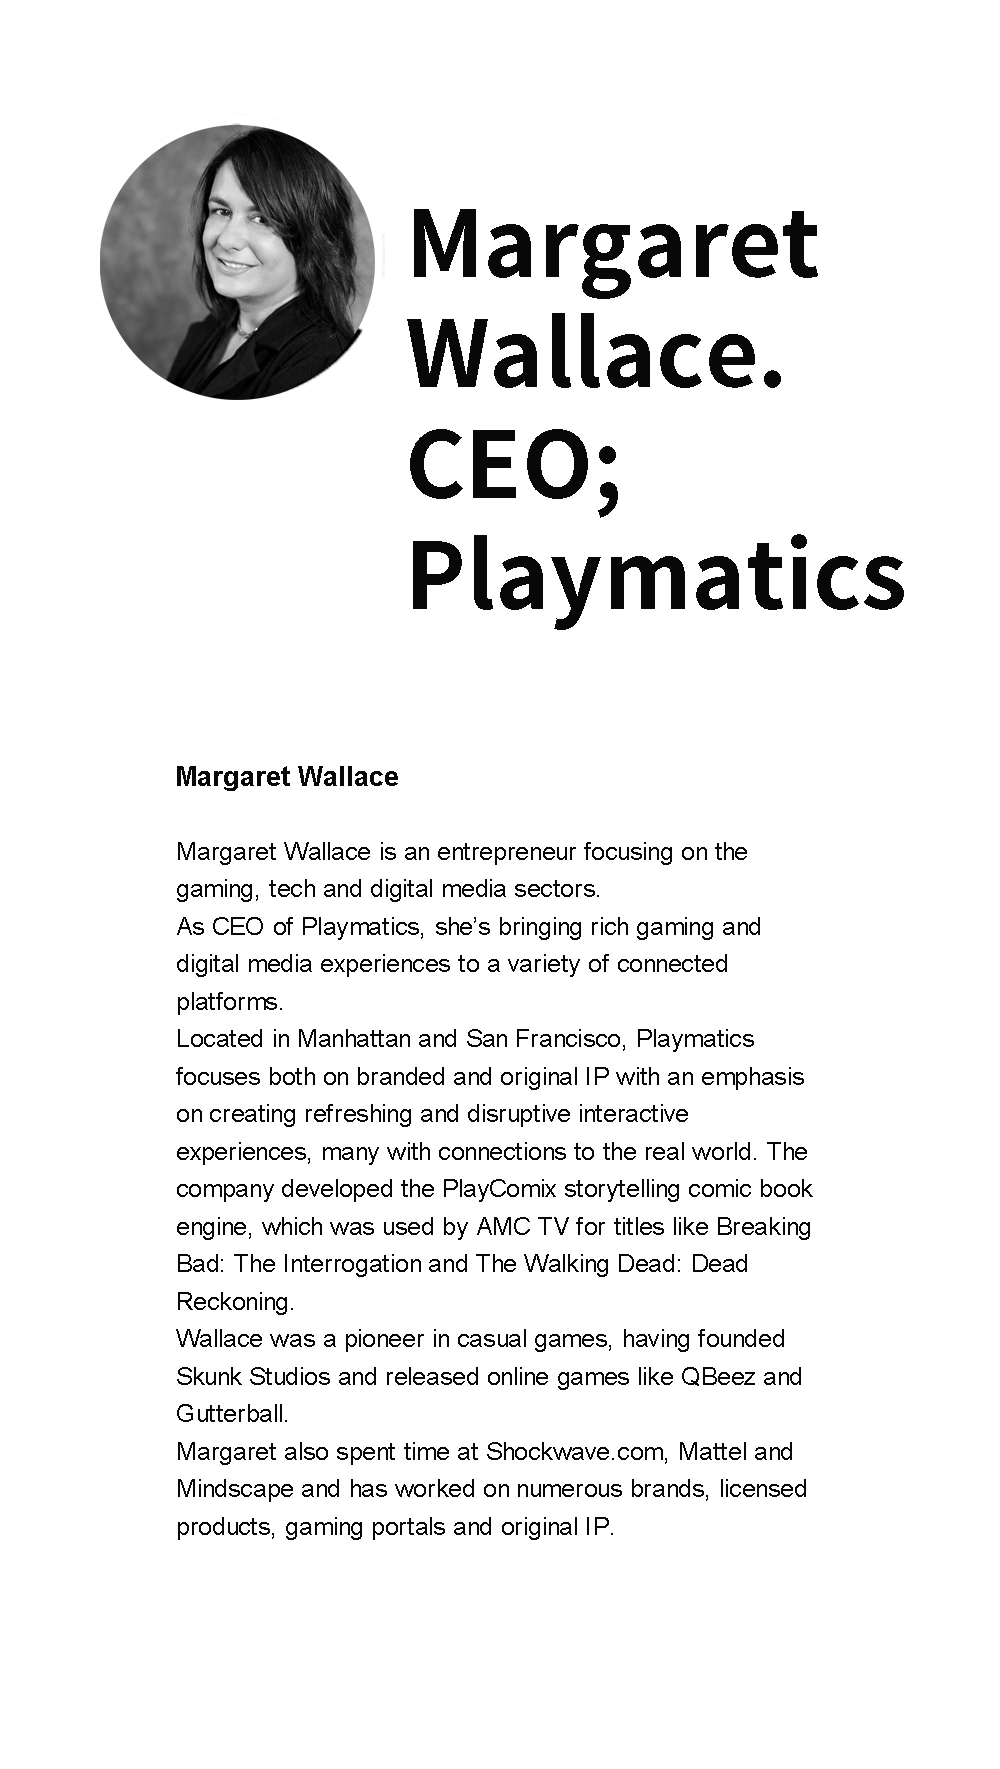 Margaret
Wallace.
CEO;
Playmatics
Margaret Wallace
Margaret Wallace is an entrepreneur focusing on the
gaming, tech and digital media sectors.
As CEO of Playmatics, she’s bringing rich gaming and
digital media experiences to a variety of connected
platforms.
Located in Manhattan and San Francisco, Playmatics
focuses both on branded and original IP with an emphasis
on creating refreshing and disruptive interactive
experiences, many with connections to the real world. The
company developed the PlayComix storytelling comic book
engine, which was used by AMC TV for titles like Breaking
Bad: The Interrogation and The Walking Dead: Dead
Reckoning.
Wallace was a pioneer in casual games, having founded
Skunk Studios and released online games like QBeez and
Gutterball.
Margaret also spent time at Shockwave.com, Mattel and
Mindscape and has worked on numerous brands, licensed
products, gaming portals and original IP.